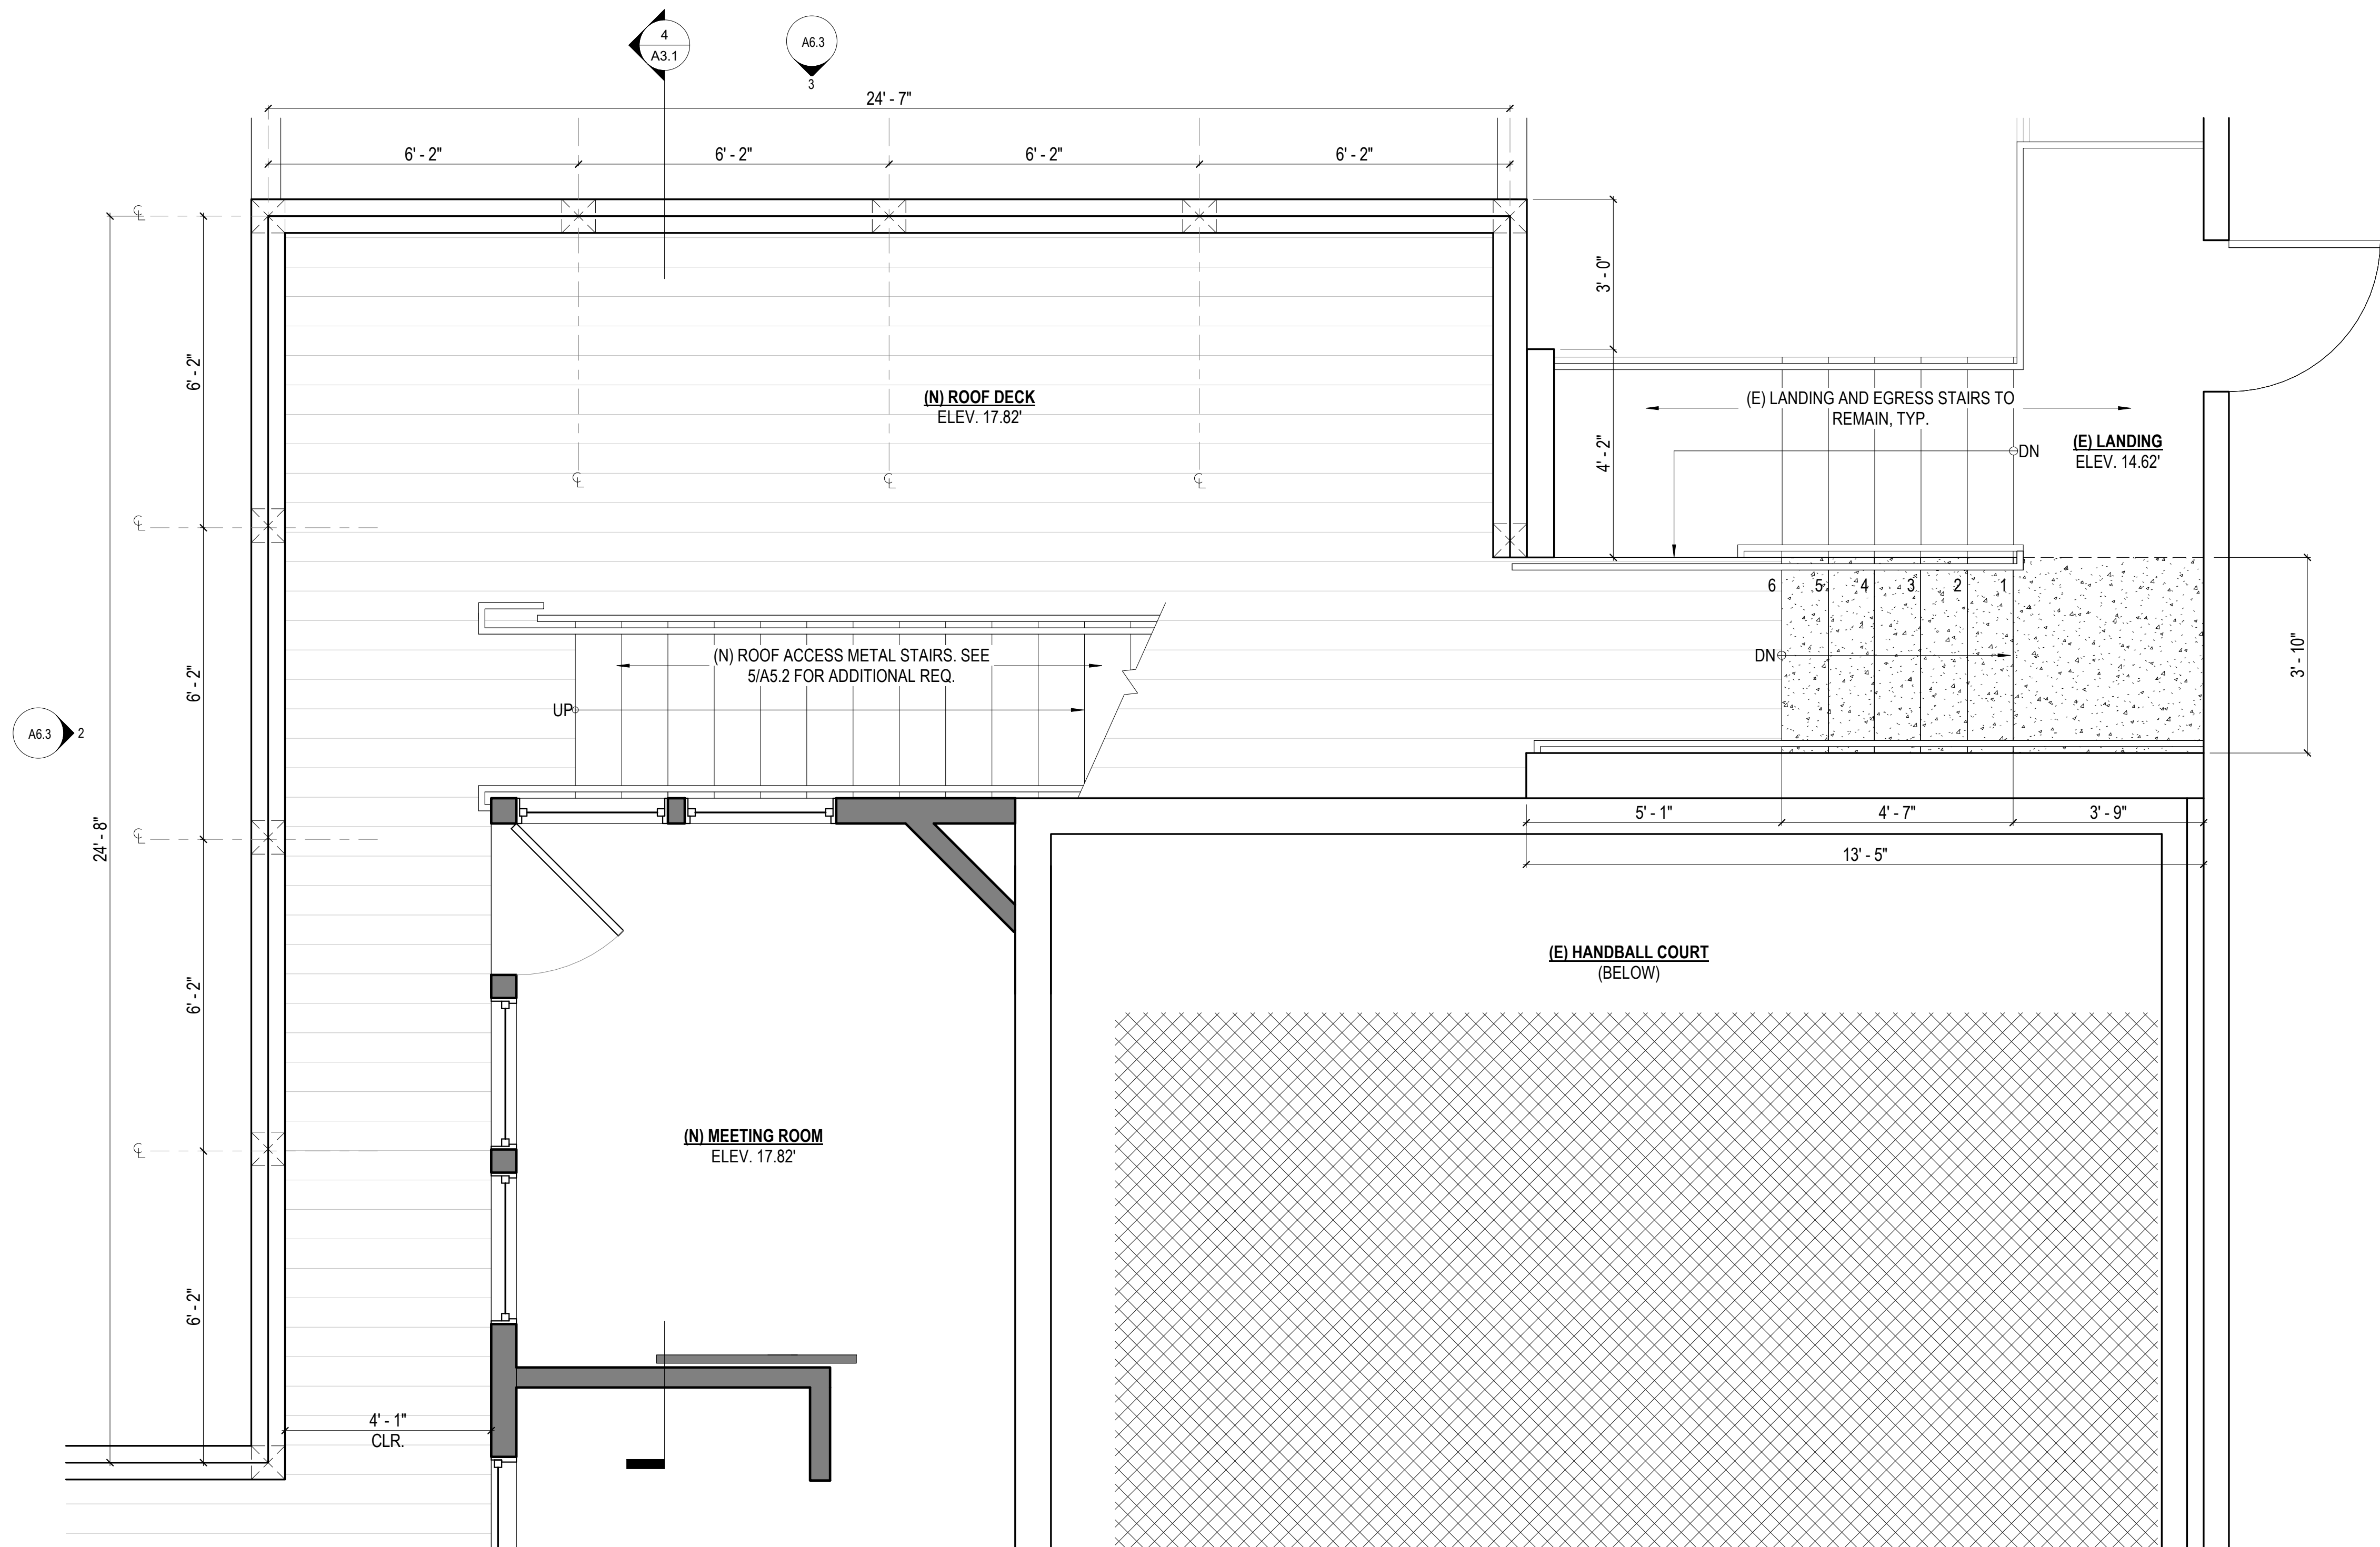 4
A3.1
A6.3
3
24' - 7"
6' - 2"
6' - 2"
6' - 2"
6' - 2"
℄
3' - 0"
6' - 2"
(N) ROOF DECK
ELEV. 17.82'
(E) LANDING AND EGRESS STAIRS TO
REMAIN, TYP.
4' - 2"
(E) LANDING
ELEV. 14.62'
DN
℄
℄
℄
℄
6 5 4 3 2 1
(N) ROOF ACCESS METAL STAIRS. SEE
5/A5.2 FOR ADDITIONAL REQ.
DN
3' - 10"
6' - 2"
UP
A6.3
2
5' - 1"
4' - 7"
3' - 9"
24' - 8"
℄
13' - 5"
(E) HANDBALL COURT
(BELOW)
6' - 2"
(N) MEETING ROOM
ELEV. 17.82'
℄
6' - 2"
4' - 1"
CLR.